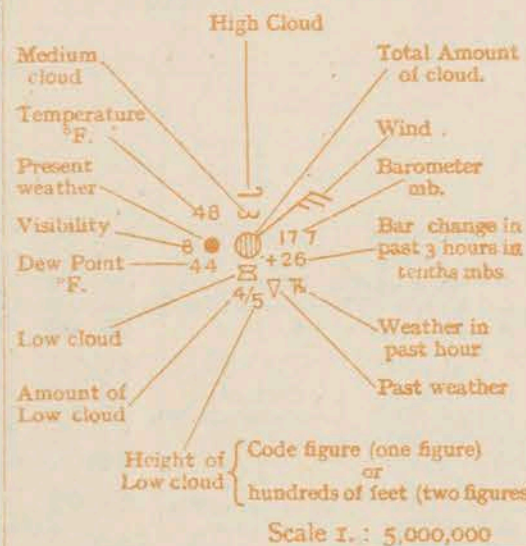 High Cloud
Medium
cloud
Total Amount
of cloud.
Temperature
°F.
Wind .
Present
weather
Barometer
mb.
48
8
177
Visibility
Bar change in
past 3 hours in
tenths mbs
+26
Dew Point
°F.
44
4/5
Low cloud
Weather in
past hour
Amount of
Low cloud
Past weather
Height of
Low cloud
Code figure (one figure)
or
hundreds of feet (two figures
Scale 1. : 5,000,000